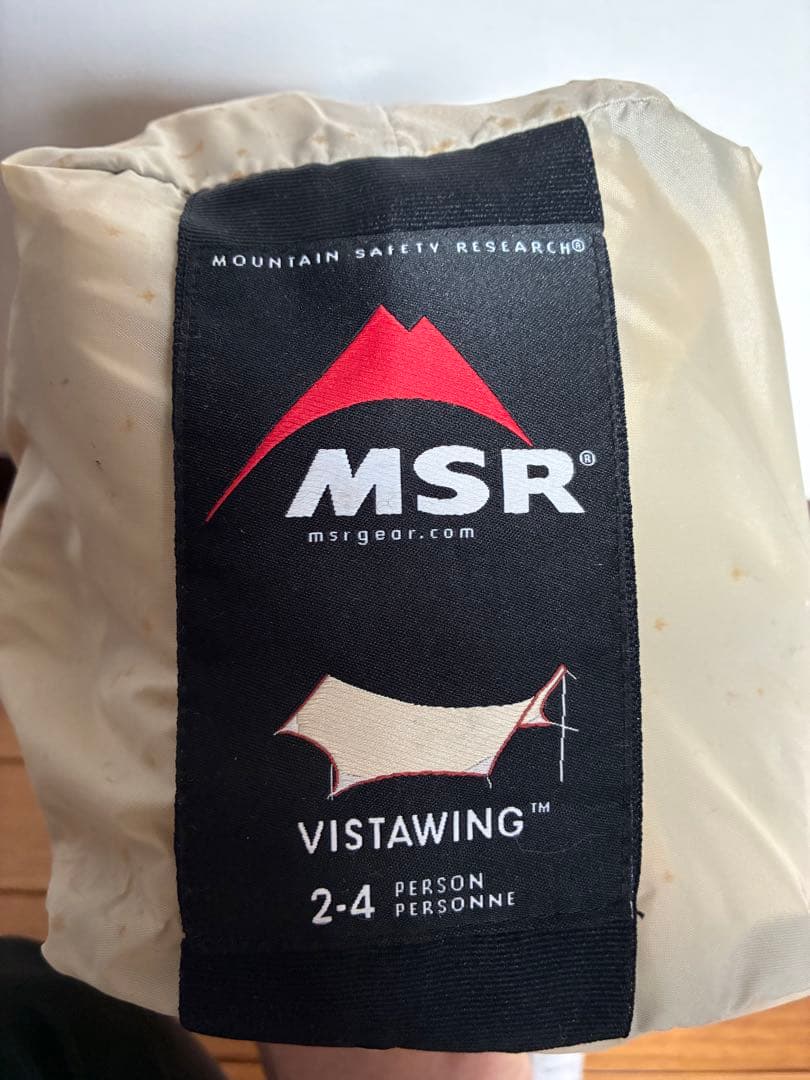 MOUNTAIN SAFETY RESEARCH®
MSR®
msrgear.com
VISTAWING™
2-4 PERSON
PERSONNE